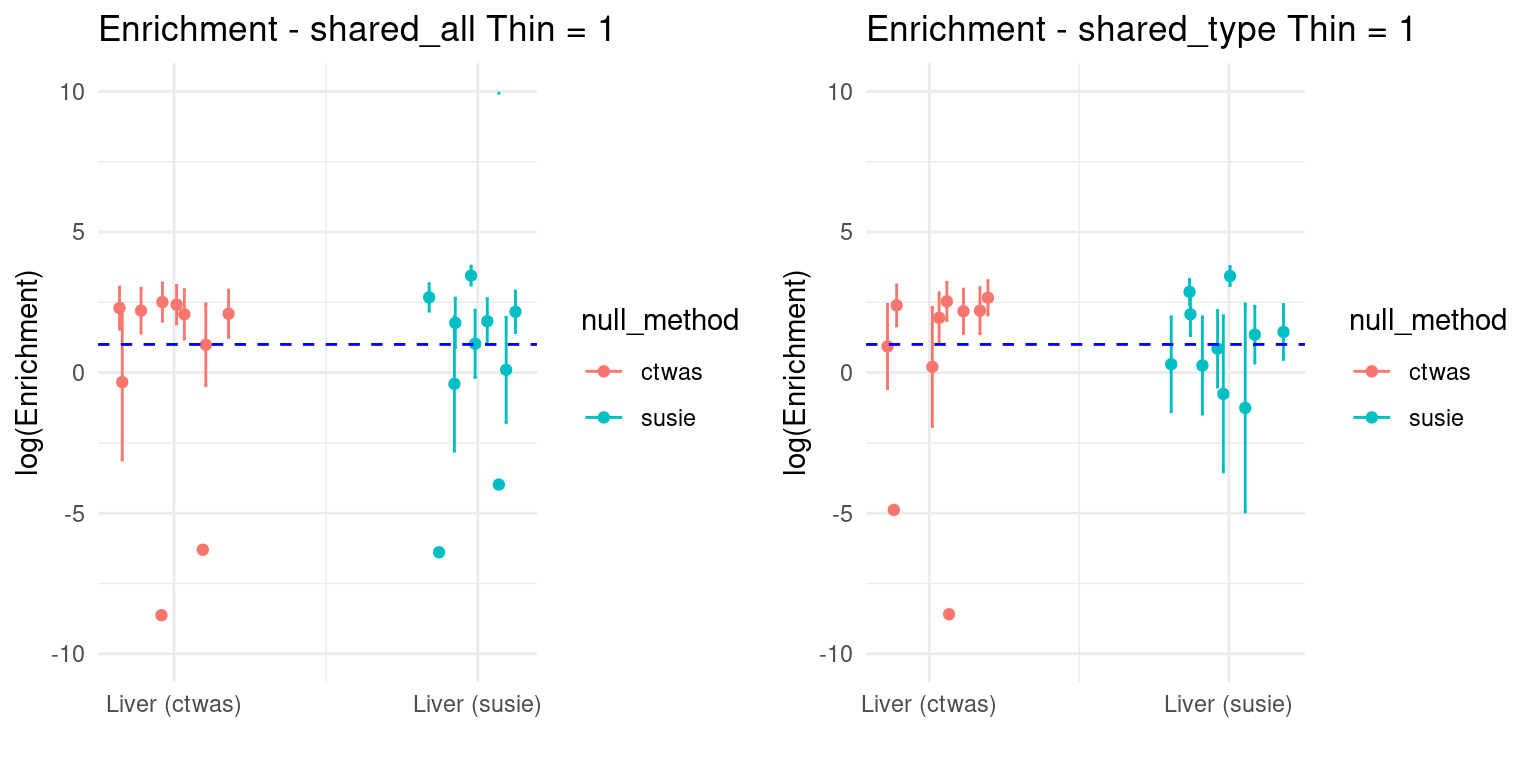 Enrichment - shared_all Thin = 1
log(Enrichment)
10
5
0
-5
-10
Liver (ctwas)
Liver (susie)
null_method
ctwas
susie
Enrichment - shared_type Thin = 1
log(Enrichment)
10
5
0
-5
-10
Liver (ctwas)
Liver (susie)
null_method
ctwas
susie